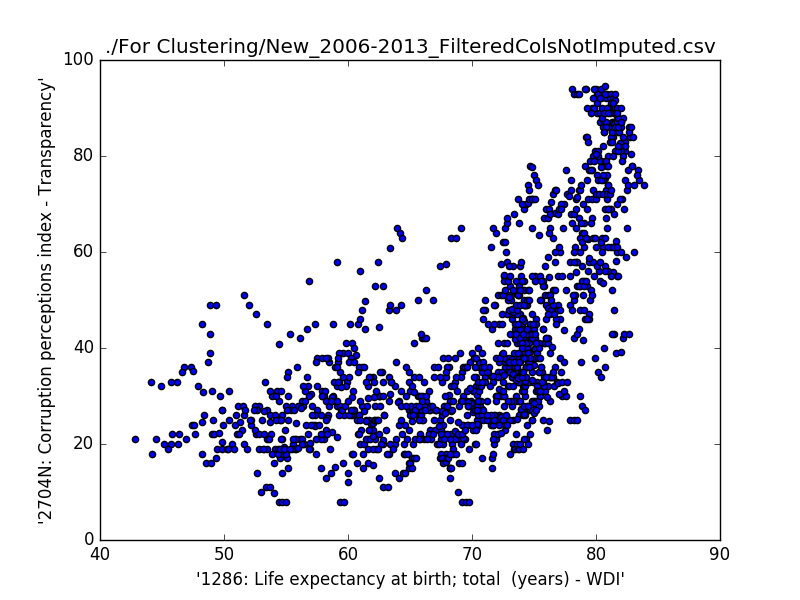 ./For Clustering/New_2006-2013_FilteredColsNotImputed.csv
100
80
60
40
20
0
40 50 60 70 80 90
'2704N: Corruption perceptions index - Transparency'
'1286: Life expectancy at birth; total  (years) - WDI'